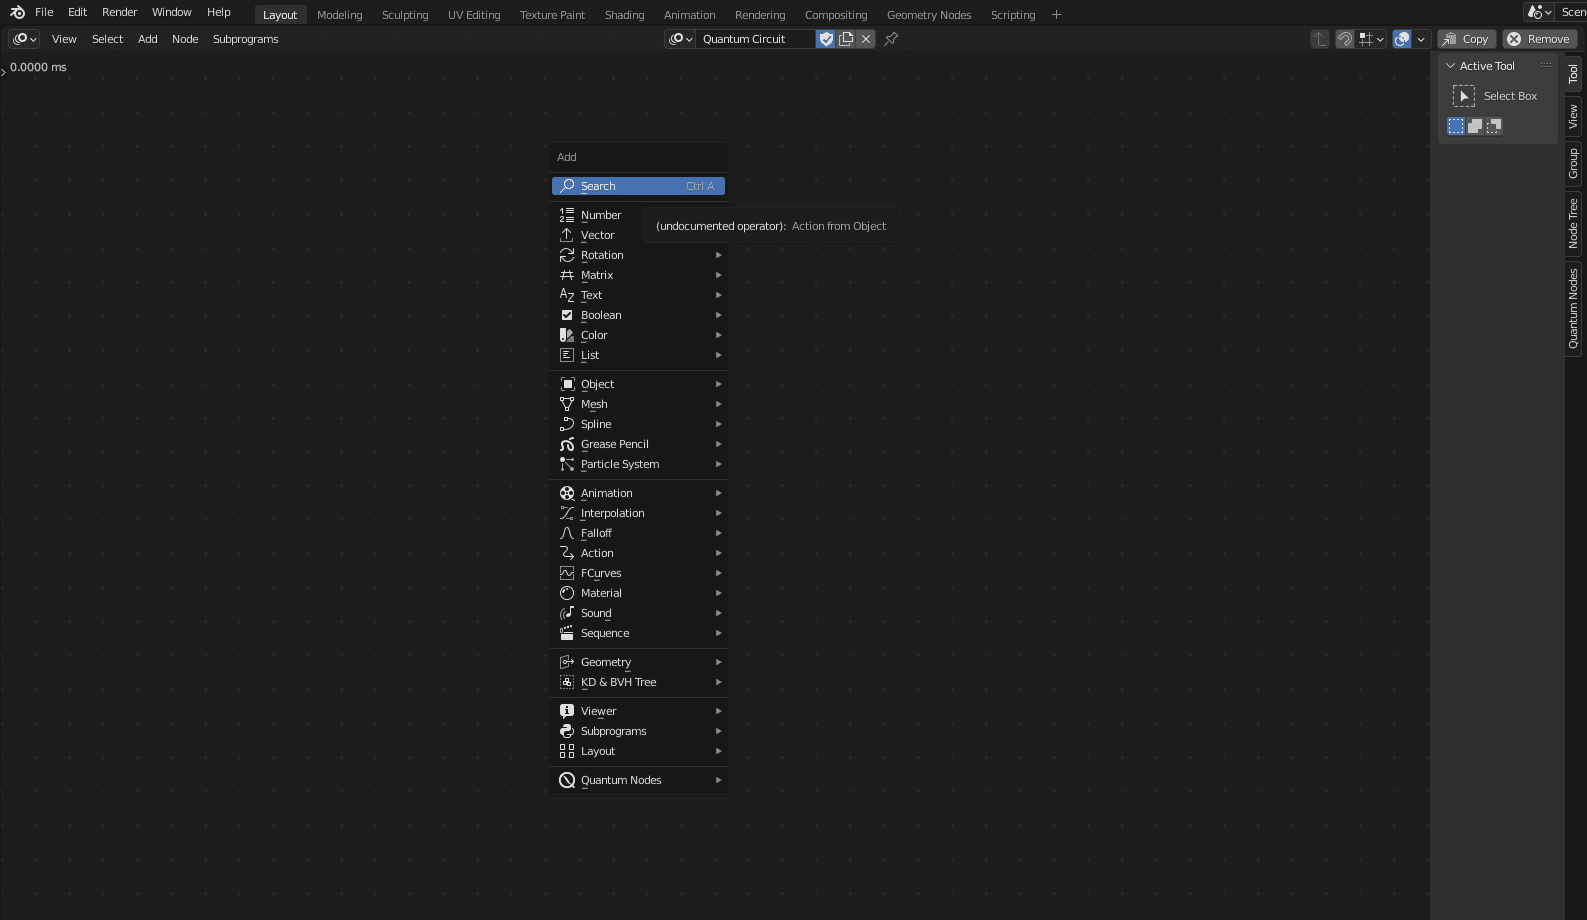 File Edit Render Window Help Layout Modeling Sculpting UV Editing Texture Paint Shading Animation Rendering Compositing Geometry Nodes Scripting + Scen
View Select Add Node Subprograms Quantum Circuit Copy Remove
0.0000 ms
Active Tool
Select Box
Tool
View
Group
Node Tree
Quantum Nodes
Add
Search Ctrl A
Number
(undocumented operator): Action from Object
Vector
Rotation
Matrix
Text
Boolean
Color
List
Object
Mesh
Spline
Grease Pencil
Particle System
Animation
Interpolation
Falloff
Action
FCurves
Material
Sound
Sequence
Geometry
KD & BVH Tree
Viewer
Subprograms
Layout
Quantum Nodes